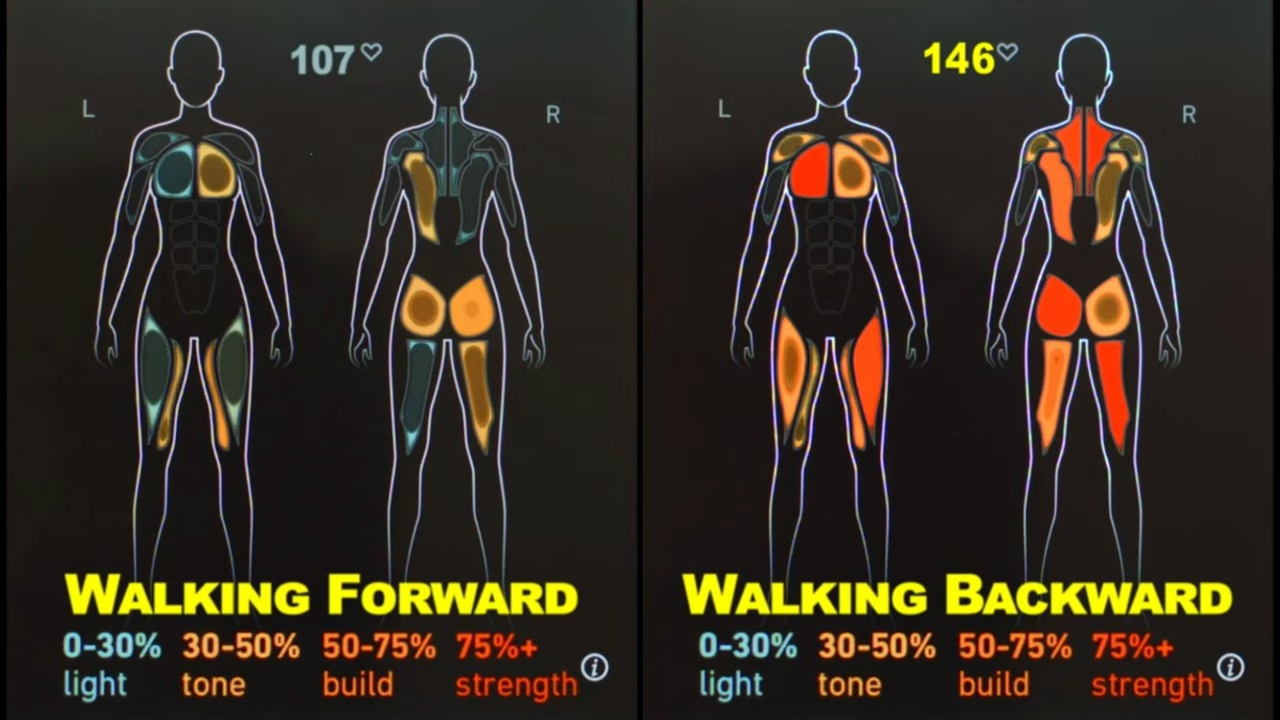 107
L
R
WALKING FORWARD
0-30% 30-50% 50-75% 75%+
light tone build strength i
146
L
R
WALKING BACKWARD
0-30% 30-50% 50-75% 75%+
light tone build strength i